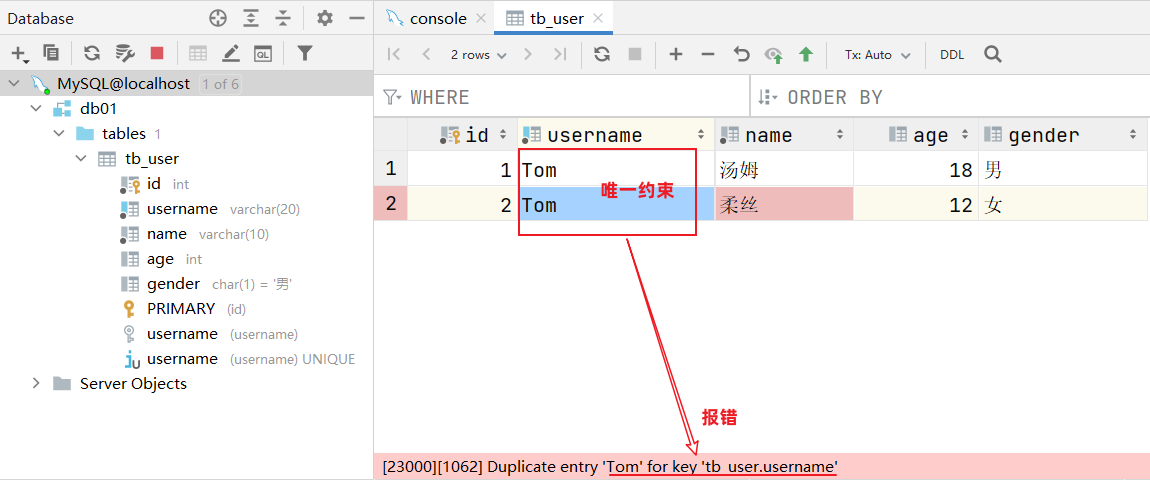 Database
MySQL@localhost 1 of 6
db01
tables 1
tb_user
id int
username varchar(20)
name varchar(10)
age int
gender char(1) = '男'
PRIMARY (id)
username (username)
username (username) UNIQUE
Server Objects
console
tb_user
2 rows
Tx: Auto
DDL
WHERE
ORDER BY
id username name age gender
1 1 Tom 汤姆 18 男
唯一约束
2 2 Tom 柔丝 12 女
报错
[23000][1062] Duplicate entry 'Tom' for key 'tb_user.username'